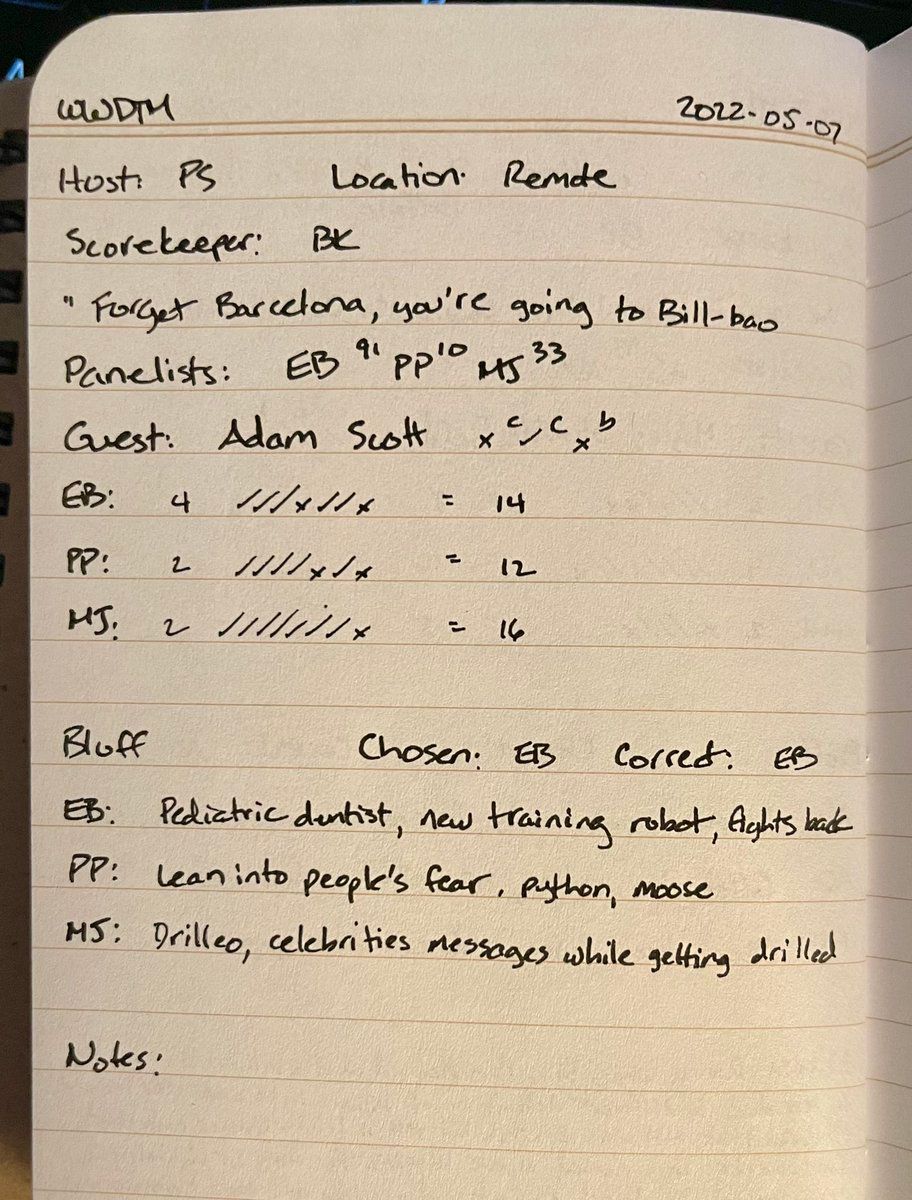 WWDTM 2022-05-07
Host: PS Location: Remote
Scorekeeper: BK
" Forget Barcelona, you're going to Bill-bao
Panelists: EB 91 PP 10 MJ 33
Guest: Adam Scott x c ✓ c x b
EB: 4 ///x//x = 14
PP: 2 ////x/x = 12
MJ: 2 ///////x = 16
Bluff Chosen: EB Correct: EB
EB: Pediatric dentist, new training robot, fights back
PP: Lean into people's fear, python, moose
MJ: Drilleo, celebrities messages while getting drilled
Notes: